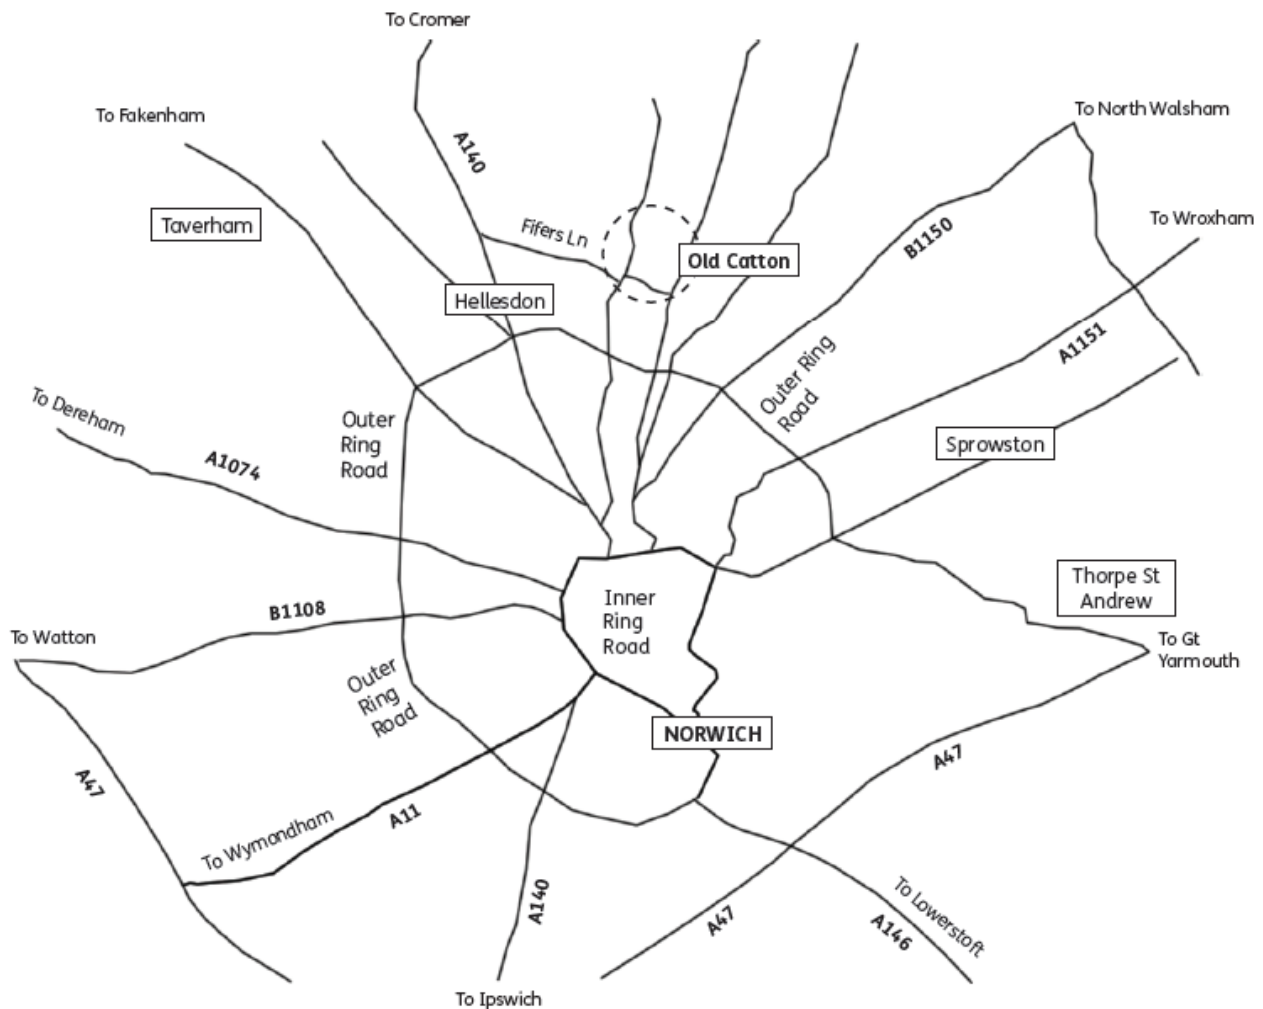 To Cromer
To Fakenham
To North Walsham
A140
Taverham
Fifers Ln
To Wroxham
B1150
Old Catton
Hellesdon
A1151
Outer Ring
Road
To Dereham
Outer
Ring
Road
A1074
Sprowston
Thorpe St
Andrew
Inner
Ring
Road
B1108
To Watton
To Gt
Yarmouth
Outer
Ring
Road
NORWICH
A47
A47
A11
To Wymondham
A140
A47
To Lowerstoft
A146
To Ipswich